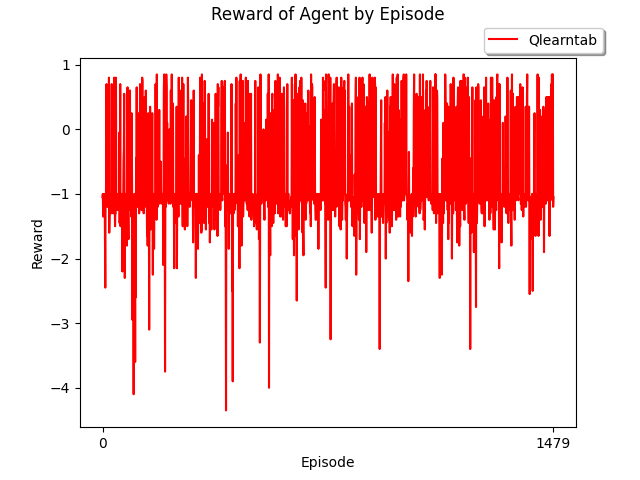 Reward of Agent by Episode
Qlearntab
1
0
−1
−2
−3
−4
Reward
0
1479
Episode